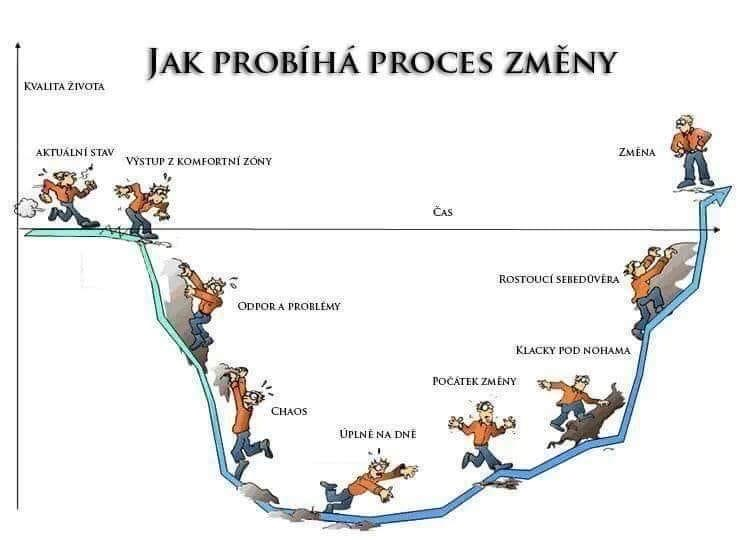 Jak probíhá proces změny
Kvalita života
aktuální stav
Výstup z komfortní zóny
Změna
Čas
Odpor a problémy
Rostoucí sebedůvěra
Klacky pod nohama
Počátek změny
Chaos
Úplně na dně